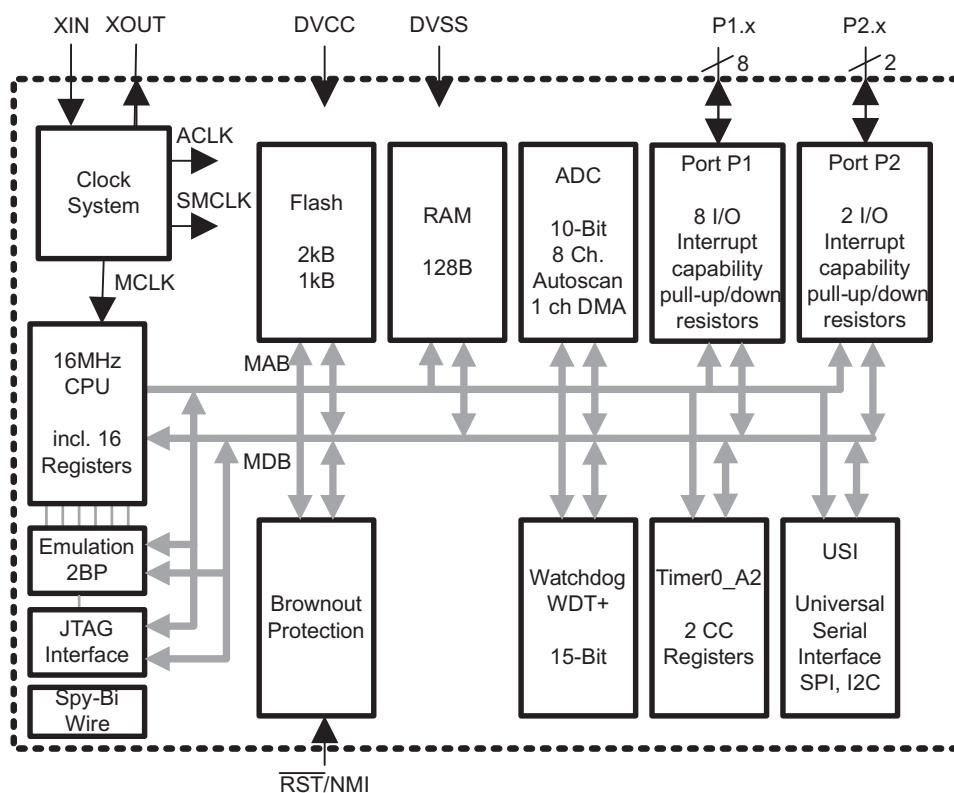 XIN XOUT DVCC DVSS P1.x P2.x
8 2
ACLK
SMCLK
MCLK
Clock
System
Flash
2kB
1kB
RAM
128B
ADC
10-Bit
8 Ch.
Autoscan
1 ch DMA
Port P1
8 I/O
Interrupt
capability
pull-up/down
resistors
Port P2
2 I/O
Interrupt
capability
pull-up/down
resistors
16MHz
CPU
incl. 16
Registers
MAB
MDB
Emulation
2BP
JTAG
Interface
Spy-Bi
Wire
Brownout
Protection
Watchdog
WDT+
15-Bit
Timer0_A2
2 CC
Registers
USI
Universal
Serial
Interface
SPI, I2C
RST/NMI